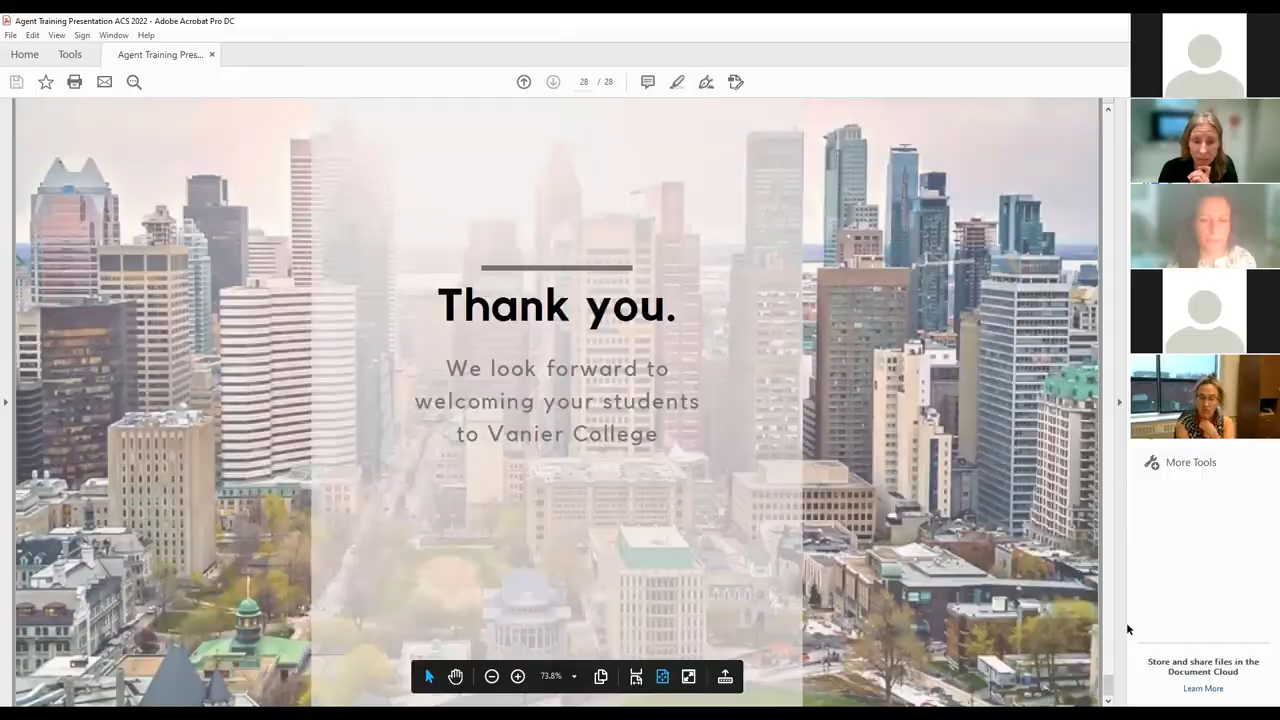 Agent Training Presentation ACS 2022 - Adobe Acrobat Pro DC
File Edit View Sign Window Help
Home Tools Agent Training Pres... ×
28 / 28
Thank you.
We look forward to
welcoming your students
to Vanier College
More Tools
Store and share files in the
Document Cloud
Learn More
73.8%